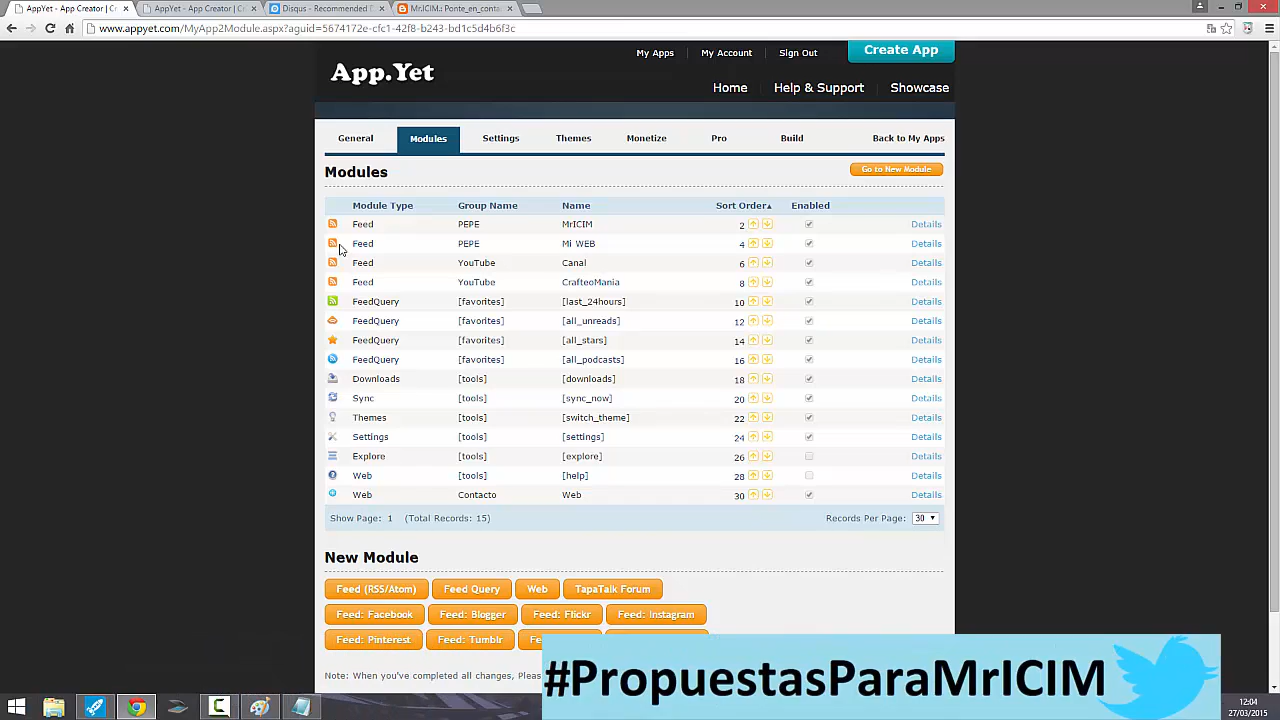 AppYet - App Creator | Cr
AppYet - App Creator | Cr
Disqus - Recommended
MrJCIM.: Ponte_en_conta
www.appyet.com/MyApp2Module.aspx?aguid=5674172e-cfc1-42f8-b243-bd1c5d4b6f3c
App.Yet
My Apps My Account Sign Out Create App
Home Help & Support Showcase
General Modules Settings Themes Monetize Pro Build Back to My Apps
Modules Go to New Module
Module Type Group Name Name Sort Order▲ Enabled
Feed PEPE MrICIM 2 Details
Feed PEPE Mi WEB 4 Details
Feed YouTube Canal 6 Details
Feed YouTube CrafteoMania 8 Details
FeedQuery [favorites] [last_24hours] 10 Details
FeedQuery [favorites] [all_unreads] 12 Details
FeedQuery [favorites] [all_stars] 14 Details
FeedQuery [favorites] [all_podcasts] 16 Details
Downloads [tools] [downloads] 18 Details
Sync [tools] [sync_now] 20 Details
Themes [tools] [switch_theme] 22 Details
Settings [tools] [settings] 24 Details
Explore [tools] [explore] 26 Details
Web [tools] [help] 28 Details
Web Contacto Web 30 Details
Show Page: 1 (Total Records: 15) Records Per Page: 30
New Module
Feed (RSS/Atom) Feed Query Web TapaTalk Forum
Feed: Facebook Feed: Blogger Feed: Flickr Feed: Instagram
Feed: Pinterest Feed: Tumblr
Note: When you've completed all changes, Pleas
#PropuestasParaMrICIM
12:04
27/03/2015